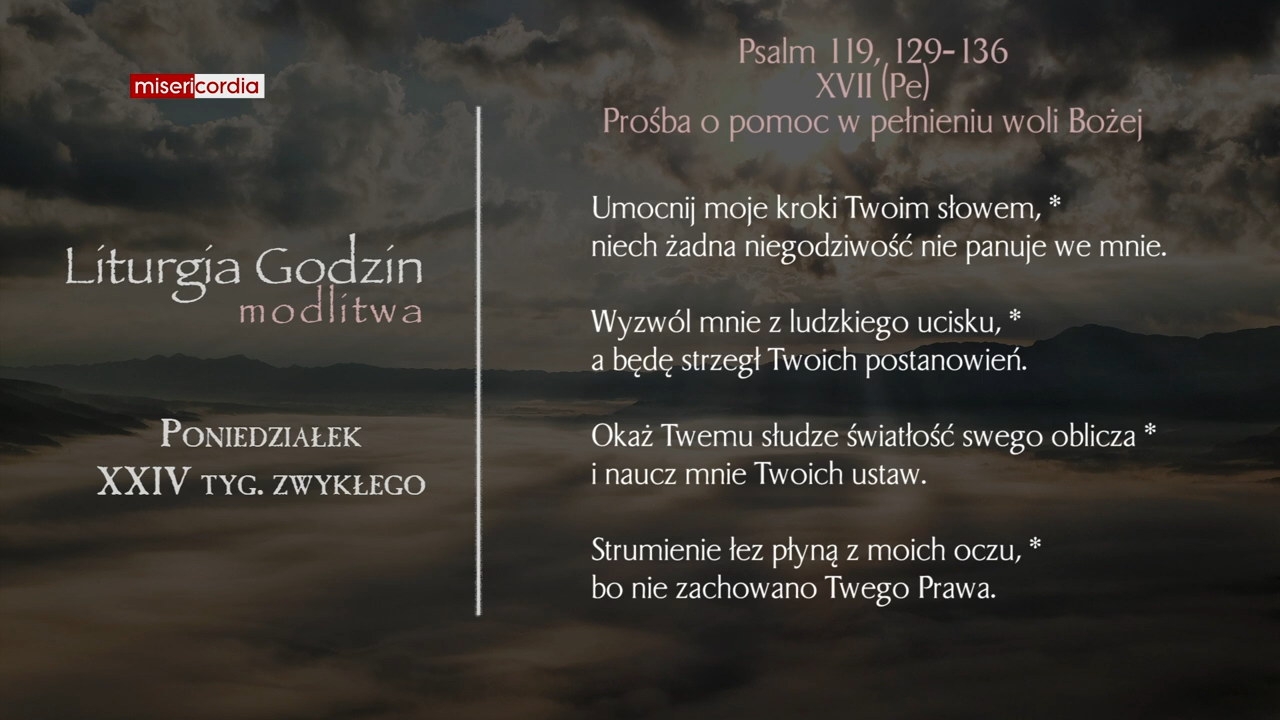 misericordia
Liturgia Godzin
modlitwa
Poniedziałek
XXIV tyg. zwykłego
Psalm 119, 129-136
XVII (Pe)
Prośba o pomoc w pełnieniu woli Bożej
Umocnij moje kroki Twoim słowem, *
niech żadna niegodziwość nie panuje we mnie.
Wyzwól mnie z ludzkiego ucisku, *
a będę strzegł Twoich postanowień.
Okaż Twemu słudze światłość swego oblicza *
i naucz mnie Twoich ustaw.
Strumienie łez płyną z moich oczu, *
bo nie zachowano Twego Prawa.